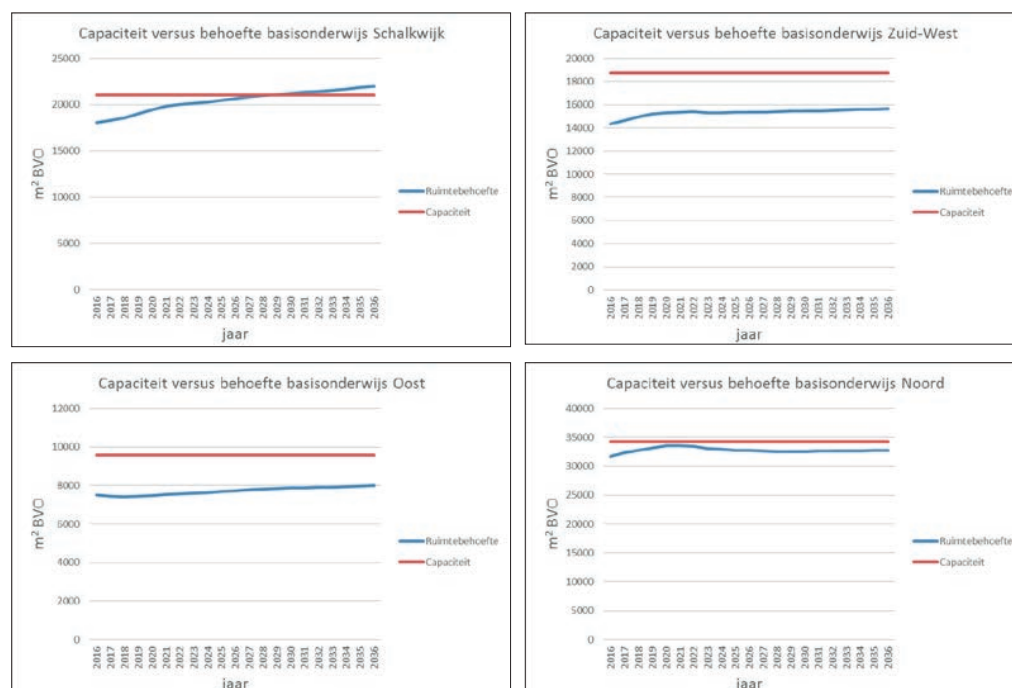 Capaciteit versus behoefte basisonderwijs Schalkwijk
25000
20000
15000
10000
5000
0
m² BVO
2016 2017 2018 2019 2020 2021 2022 2023 2024 2025 2026 2027 2028 2029 2030 2031 2032 2033 2034 2035 2036
jaar
Ruimtebehoefte
Capaciteit
Capaciteit versus behoefte basisonderwijs Zuid-West
20000
18000
16000
14000
12000
10000
8000
6000
4000
2000
0
m² BVO
2016 2017 2018 2019 2020 2021 2022 2023 2024 2025 2026 2027 2028 2029 2030 2031 2032 2033 2034 2035 2036
jaar
Ruimtebehoefte
Capaciteit
Capaciteit versus behoefte basisonderwijs Oost
12000
10000
8000
6000
4000
2000
0
m² BVO
2016 2017 2018 2019 2020 2021 2022 2023 2024 2025 2026 2027 2028 2029 2030 2031 2032 2033 2034 2035 2036
jaar
Ruimtebehoefte
Capaciteit
Capaciteit versus behoefte basisonderwijs Noord
40000
35000
30000
25000
20000
15000
10000
5000
0
m² BVO
2016 2017 2018 2019 2020 2021 2022 2023 2024 2025 2026 2027 2028 2029 2030 2031 2032 2033 2034 2035 2036
jaar
Ruimtebehoefte
Capaciteit